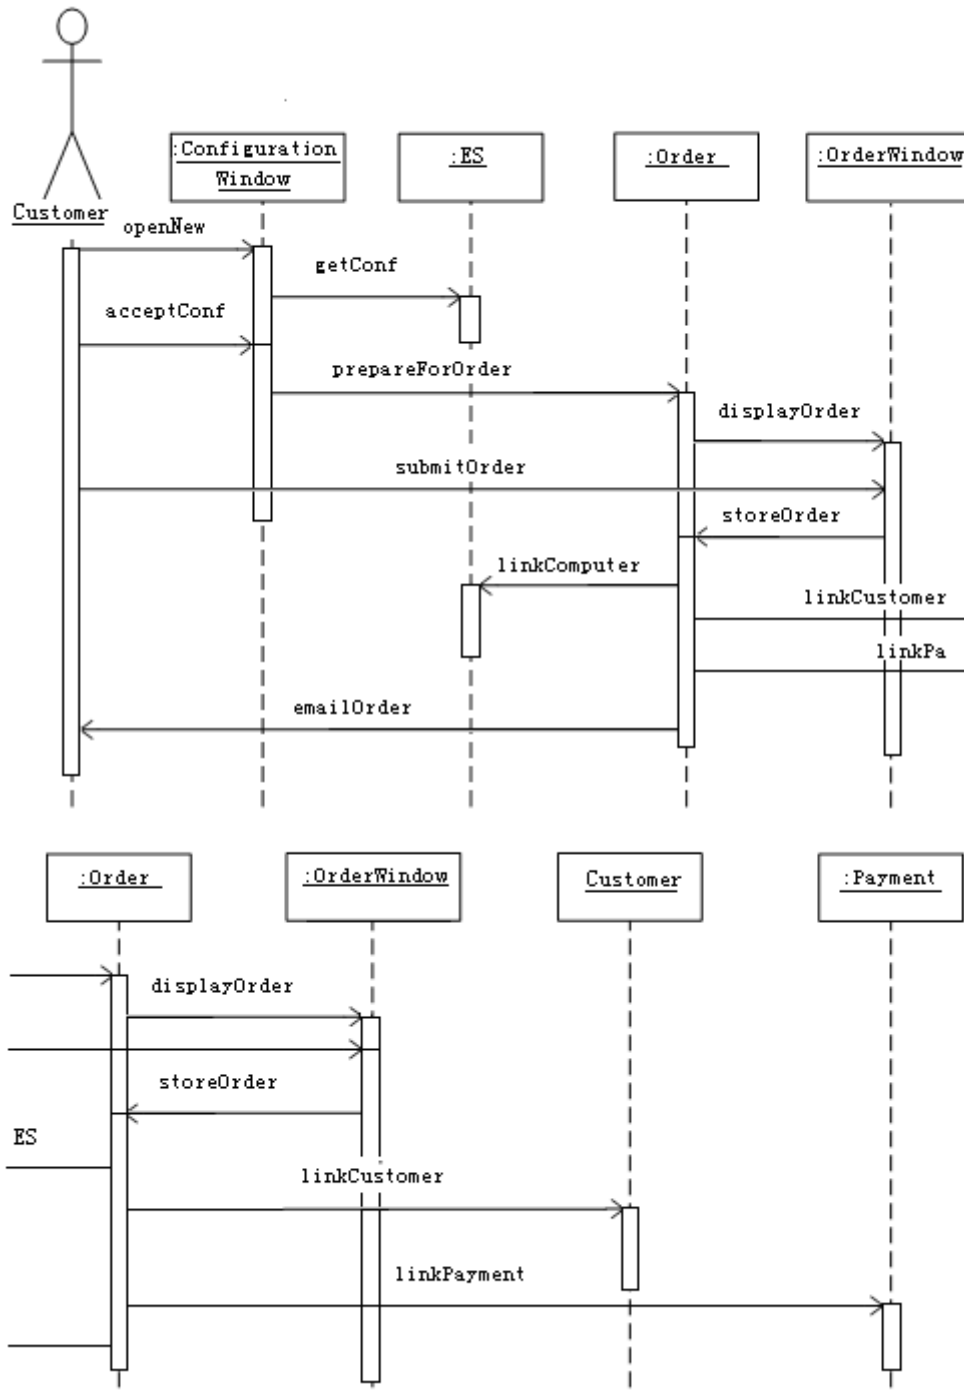 :Configuration
Window
:ES
:Order
:OrderWindow
Customer
openNew
getConf
acceptConf
prepareForOrder
displayOrder
submitOrder
storeOrder
linkComputer
linkCustomer
linkPa
emailOrder
:Order
:OrderWindow
Customer
:Payment
displayOrder
storeOrder
ES
linkCustomer
linkPayment